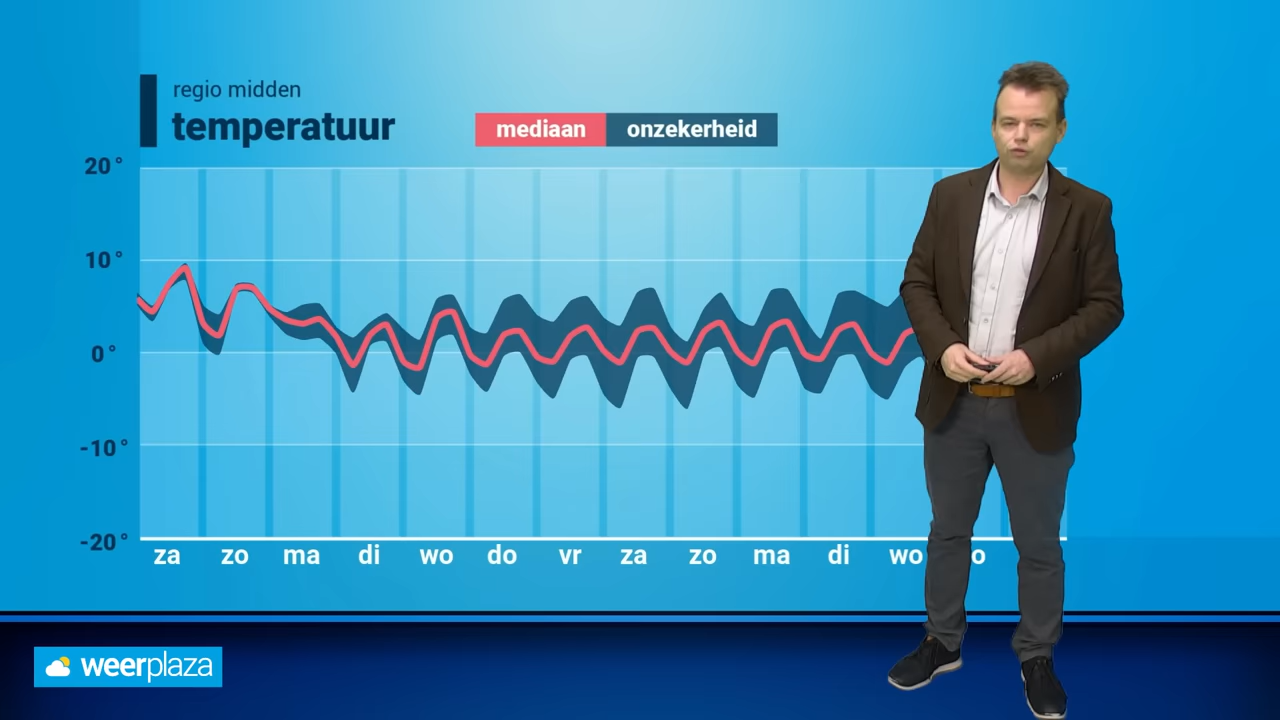 regio midden
temperatuur
mediaan onzekerheid
20°
10°
0°
-10°
-20°
za zo ma di wo do vr za zo ma di wo
weerplaza